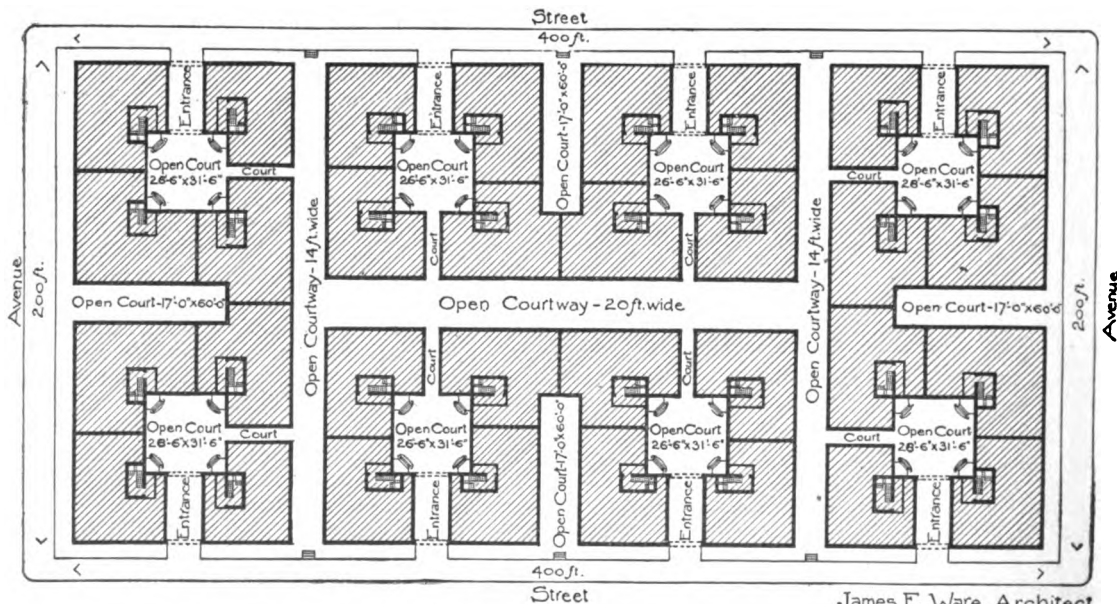 Street
400 ft.
Entrance
Entrance
Open Court-17'-0"x60'-0"
Entrance
Entrance
Open Court
28'-6"x31'-6"
Court
Open Court
26'-6"x31'-6"
Open Court
26'-6"x31'-6"
Court
Open Court
28'-6"x31'-6"
Avenue
200 ft.
Open Courtway - 14 ft. wide
Court
Court
Open Courtway - 14 ft. wide
200 ft.
Avenue
Open Court-17'-0"x60'-0"
Open Courtway - 20 ft. wide
Open Court-17'-0"x60'-0"
Court
Court
Open Court
28'-6"x31'-6"
Court
Open Court
26'-6"x31'-6"
Open Court-17'-0"x60'-0"
Open Court
26'-6"x31'-6"
Court
Open Court
28'-6"x31'-6"
Entrance
Entrance
Entrance
Entrance
400 ft.
Street
James E. Ware, Architect